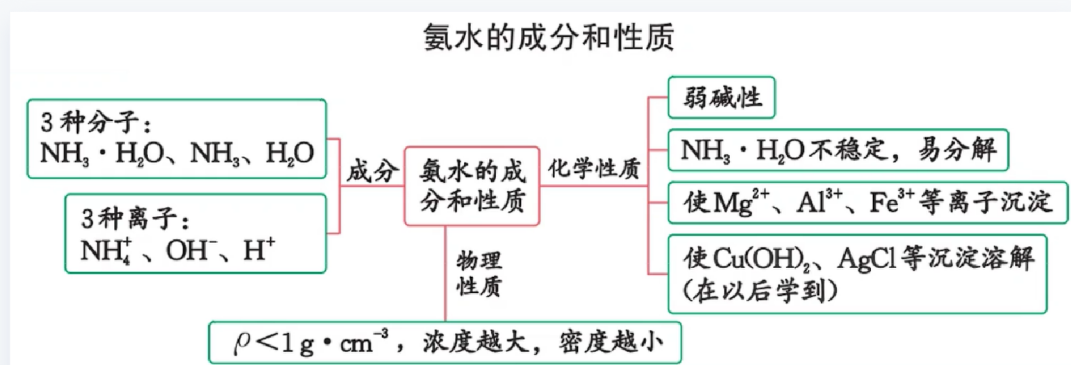 氨水的成分和性质
3种分子：
NH₃·H₂O、NH₃、H₂O
3种离子：
NH₄⁺、OH⁻、H⁺
成分
氨水的成
分和性质
化学性质
弱碱性
NH₃·H₂O不稳定，易分解
使Mg²⁺、Al³⁺、Fe³⁺等离子沉淀
使Cu(OH)₂、AgCl等沉淀溶解
(在以后学到)
物理
性质
ρ<1 g·cm⁻³，浓度越大，密度越小